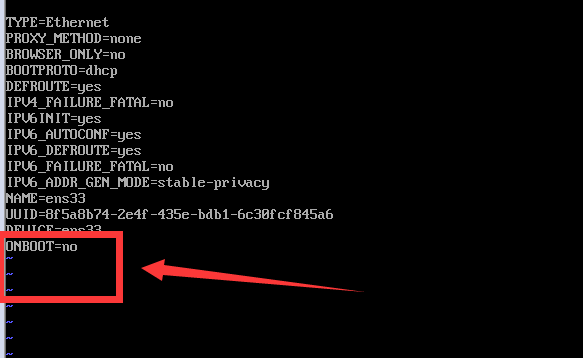 TYPE=Ethernet
PROXY_METHOD=none
BROWSER_ONLY=no
BOOTPROTO=dhcp
DEFROUTE=yes
IPV4_FAILURE_FATAL=no
IPV6INIT=yes
IPV6_AUTOCONF=yes
IPV6_DEFROUTE=yes
IPV6_FAILURE_FATAL=no
IPV6_ADDR_GEN_MODE=stable-privacy
NAME=ens33
UUID=8f5a8b74-2e4f-435e-bdb1-6c30fcf845a6
DEVICE=ens33
ONBOOT=no
~
~
~
~
~
~
~